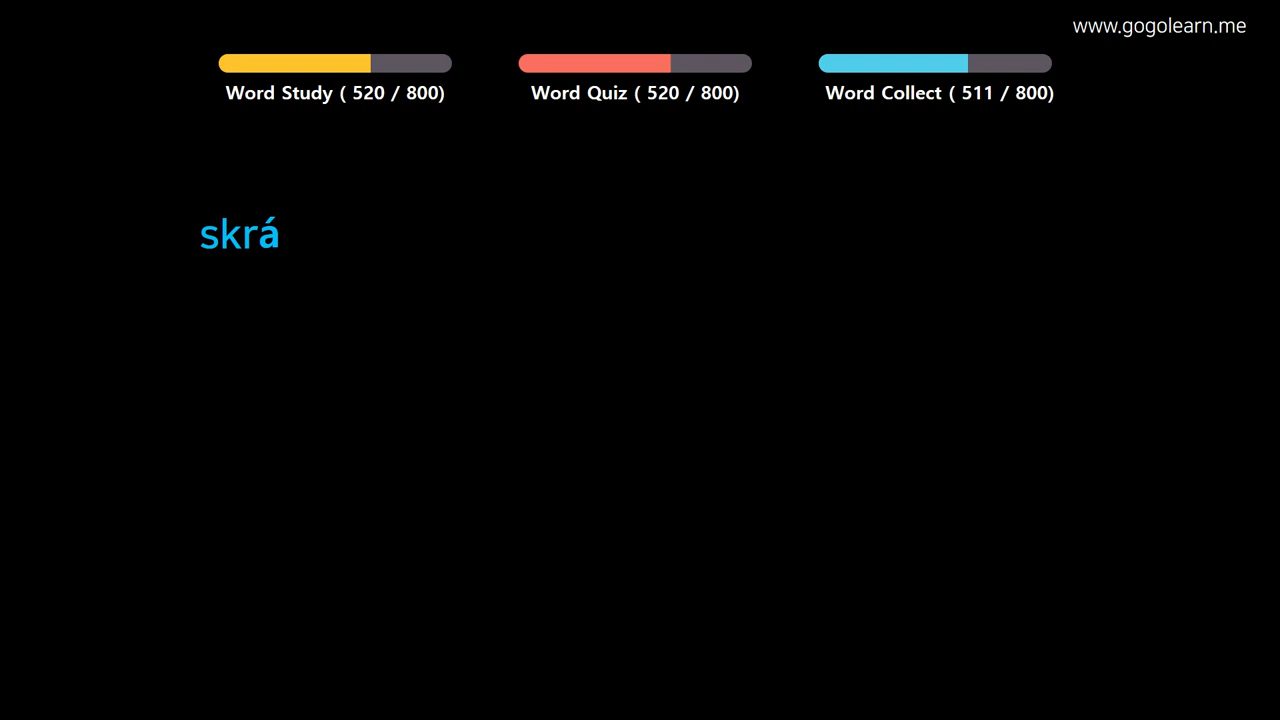 www.gogolearn.me
Word Study ( 520 / 800)
Word Quiz ( 520 / 800)
Word Collect ( 511 / 800)
skrá